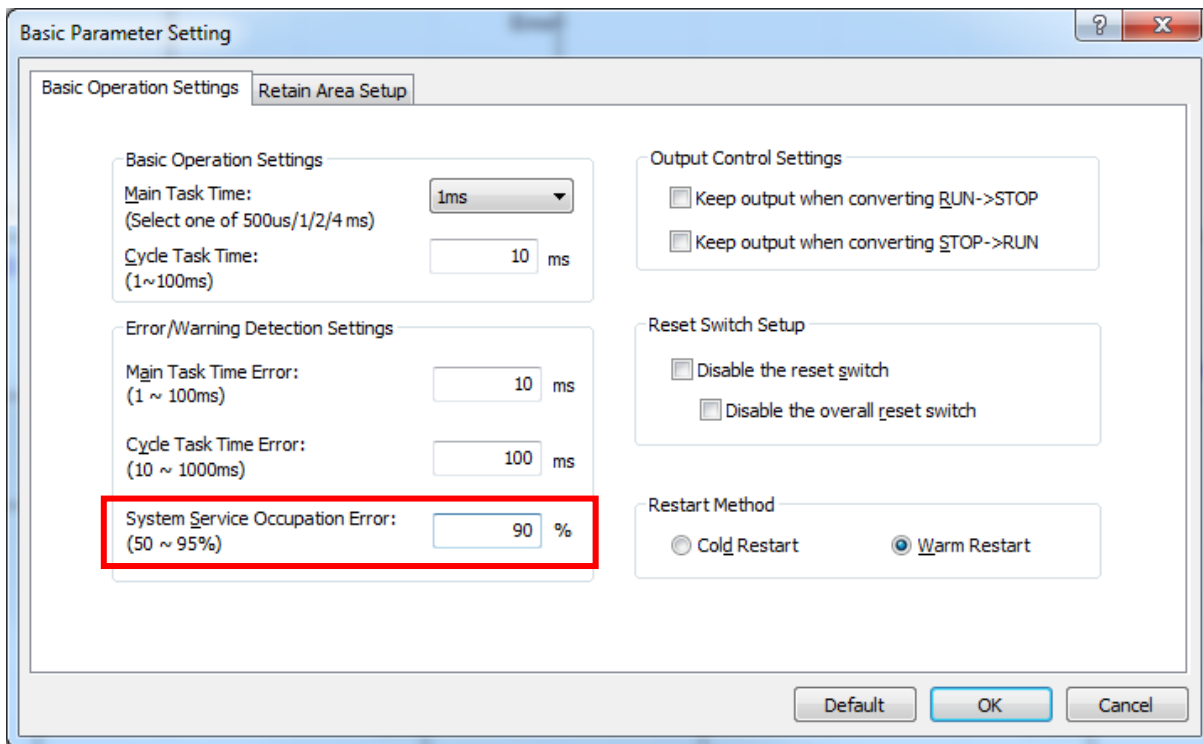 Basic Parameter Setting
Basic Operation Settings
Retain Area Setup
Basic Operation Settings
Main Task Time:
1ms
(Select one of 500us/1/2/4 ms)
Cycle Task Time:
10 ms
(1~100ms)
Error/Warning Detection Settings
Main Task Time Error:
10 ms
(1 ~ 100ms)
Cycle Task Time Error:
100 ms
(10 ~ 1000ms)
System Service Occupation Error:
90 %
(50 ~ 95%)
Output Control Settings
Keep output when converting RUN->STOP
Keep output when converting STOP->RUN
Reset Switch Setup
Disable the reset switch
Disable the overall reset switch
Restart Method
Cold Restart
Warm Restart
Default
OK
Cancel